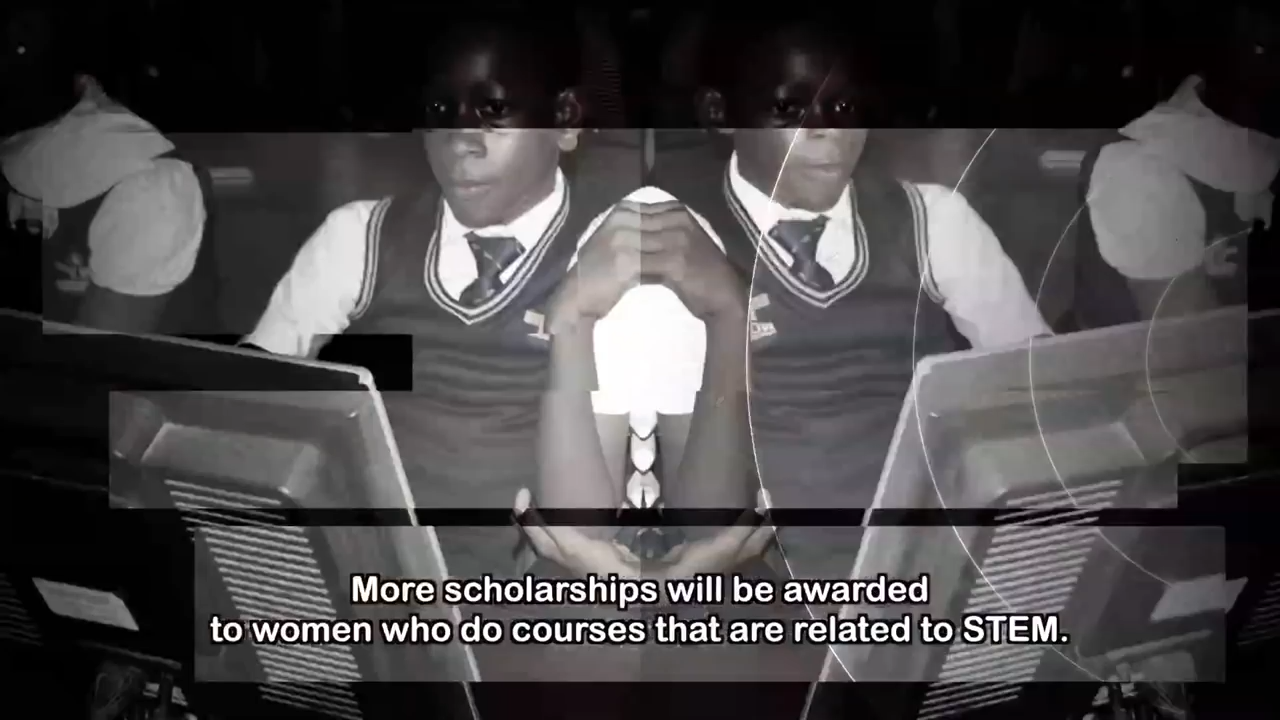 More scholarships will be awarded
to women who do courses that are related to STEM.